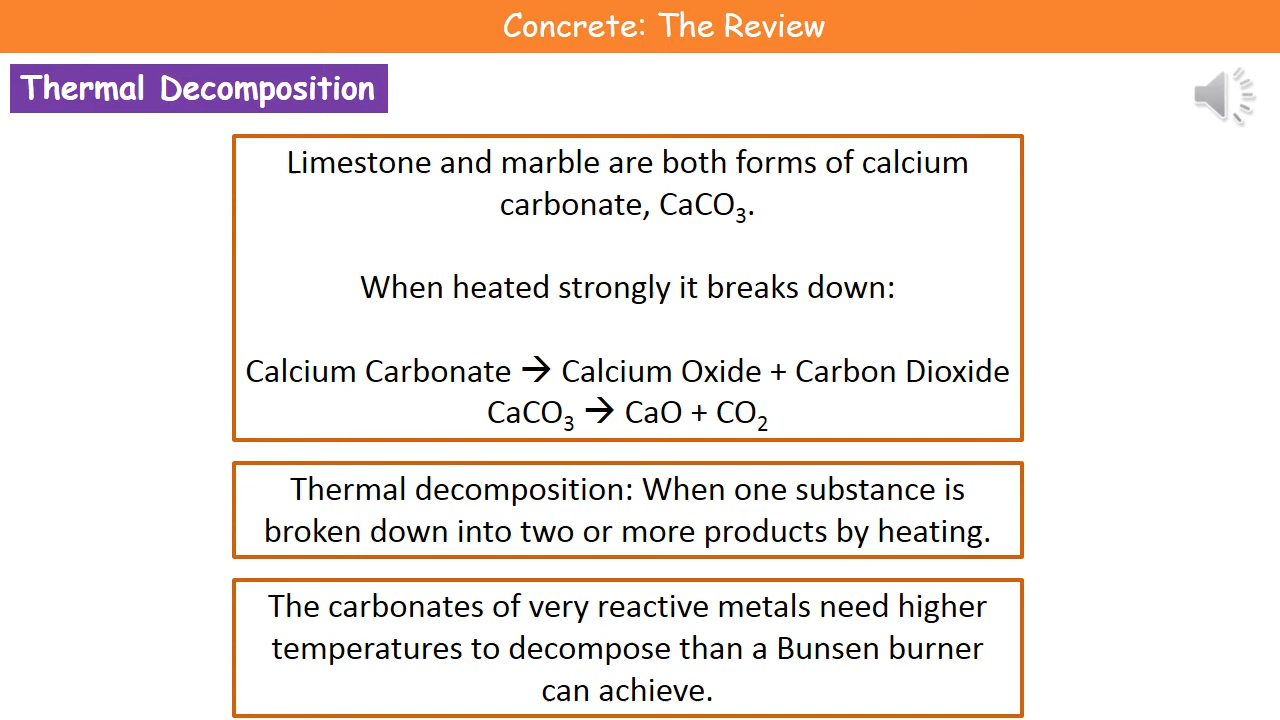 Concrete: The Review
Thermal Decomposition
Limestone and marble are both forms of calcium
carbonate, CaCO₃.
When heated strongly it breaks down:
Calcium Carbonate → Calcium Oxide + Carbon Dioxide
CaCO₃ → CaO + CO₂
Thermal decomposition: When one substance is
broken down into two or more products by heating.
The carbonates of very reactive metals need higher
temperatures to decompose than a Bunsen burner
can achieve.